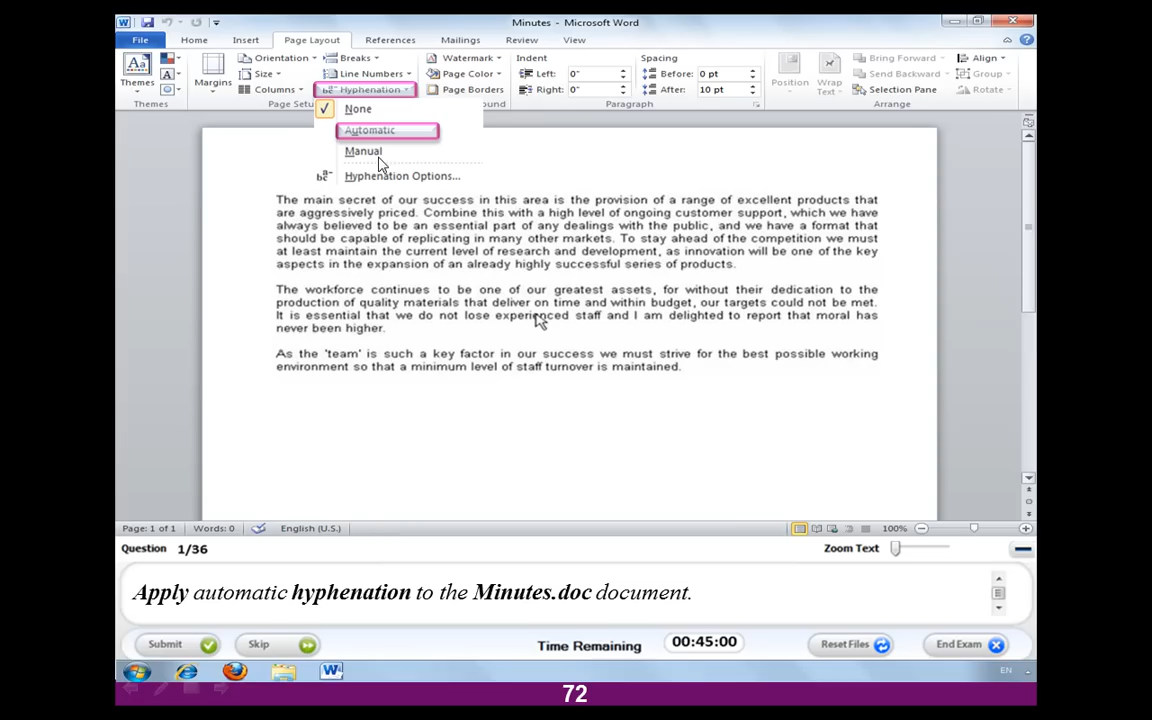 Minutes - Microsoft Word
File Home Insert Page Layout References Mailings Review View
Themes
Themes
Margins
Orientation
Size
Columns
Breaks
Line Numbers
Hyphenation
Page Setu
Watermark
Page Color
Page Borders
ound
Indent
Left: 0"
Right: 0"
Spacing
Before: 0 pt
After: 10 pt
Paragraph
Position
Wrap
Text
Bring Forward
Send Backward
Selection Pane
Align
Group
Rotate
Arrange
None
Automatic
Manual
Hyphenation Options...
The main secret of our success in this area is the provision of a range of excellent products that
are aggressively priced. Combine this with a high level of ongoing customer support, which we have
always believed to be an essential part of any dealings with the public, and we have a format that
should be capable of replicating in many other markets. To stay ahead of the competition we must
at least maintain the current level of research and development, as innovation will be one of the key
aspects in the expansion of an already highly successful series of products.
The workforce continues to be one of our greatest assets, for without their dedication to the
production of quality materials that deliver on time and within budget, our targets could not be met.
It is essential that we do not lose experienced staff and I am delighted to report that moral has
never been higher.
As the 'team' is such a key factor in our success we must strive for the best possible working
environment so that a minimum level of staff turnover is maintained.
Page: 1 of 1 Words: 0 English (U.S.) 100%
Question 1/36 Zoom Text
Apply automatic hyphenation to the Minutes.doc document.
Submit Skip Time Remaining 00:45:00 Reset Files End Exam
EN
72